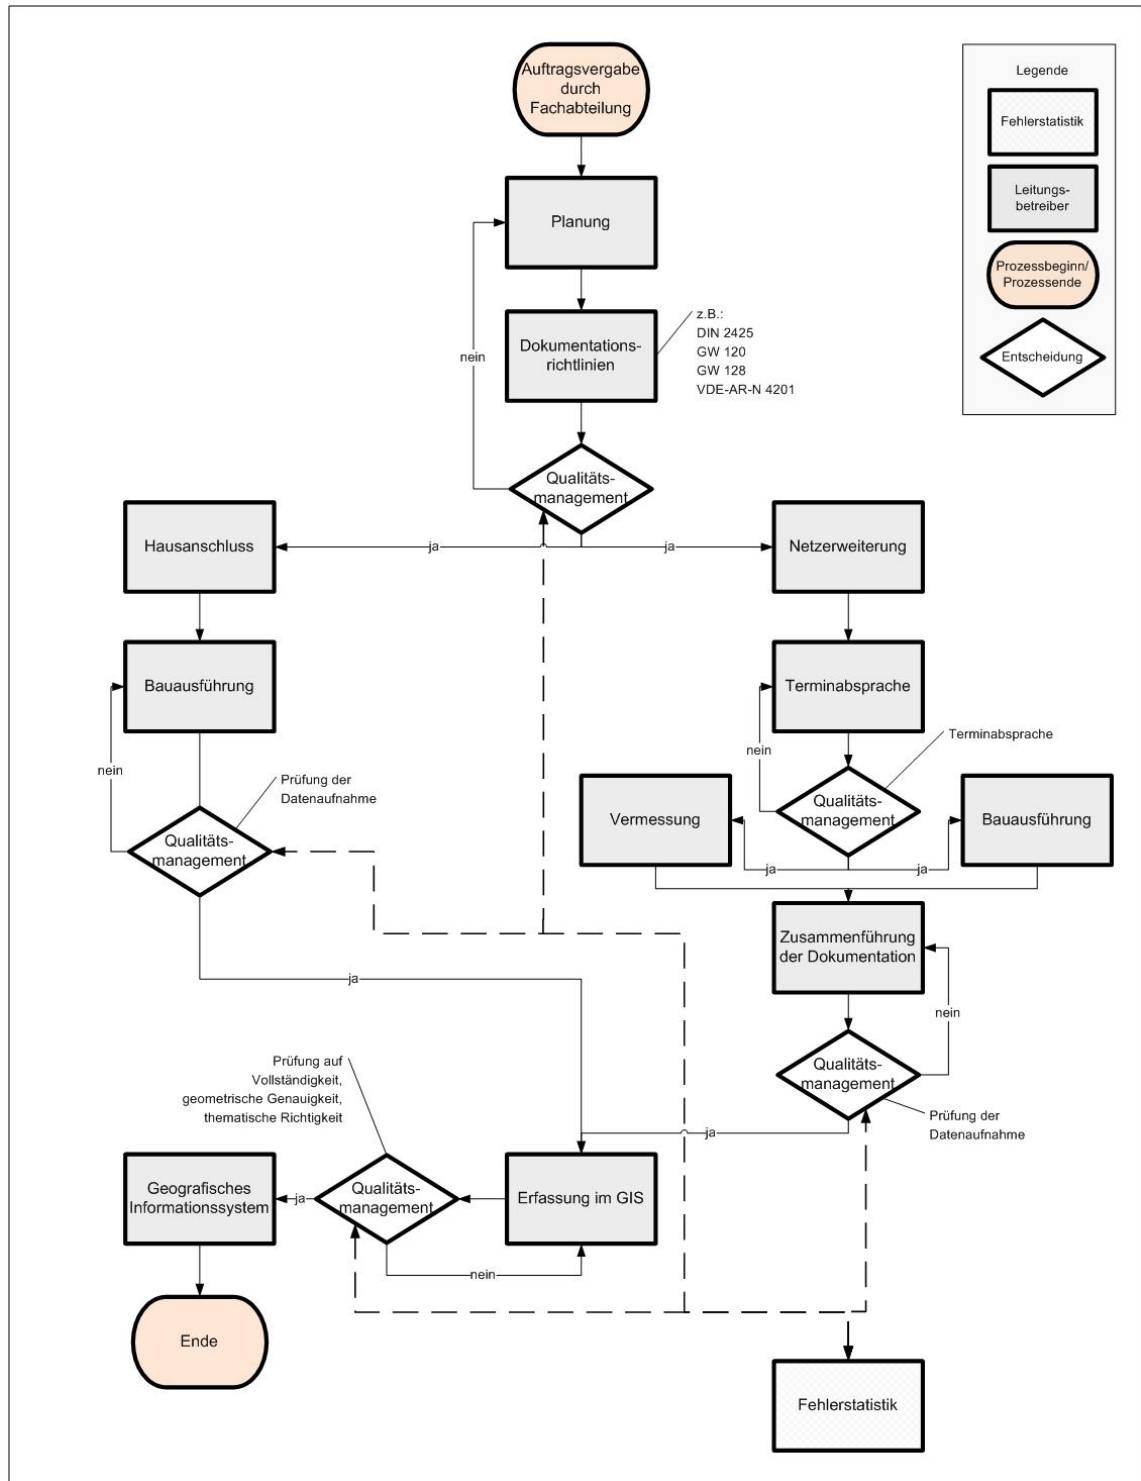 Auftragsvergabe
durch
Fachabteilung
Legende
Fehlerstatistik
Leitungs-
betreiber
Prozessbeginn/
Prozessende
Entscheidung
Planung
Dokumentations-
richtlinien
z.B.:
DIN 2425
GW 120
GW 128
VDE-AR-N 4201
nein
Qualitäts-
management
Hausanschluss
ja
ja
Netzerweiterung
Bauausführung
nein
Prüfung der
Datenaufnahme
Qualitäts-
management
Terminabsprache
nein
Terminabsprache
Qualitäts-
management
Vermessung
Bauausführung
ja
ja
Zusammenführung
der Dokumentation
nein
ja
Qualitäts-
management
Prüfung der
Datenaufnahme
ja
Prüfung auf
Vollständigkeit,
geometrische Genauigkeit,
thematische Richtigkeit
Geografisches
Informationssystem
ja
Qualitäts-
management
Erfassung im GIS
nein
Ende
Fehlerstatistik